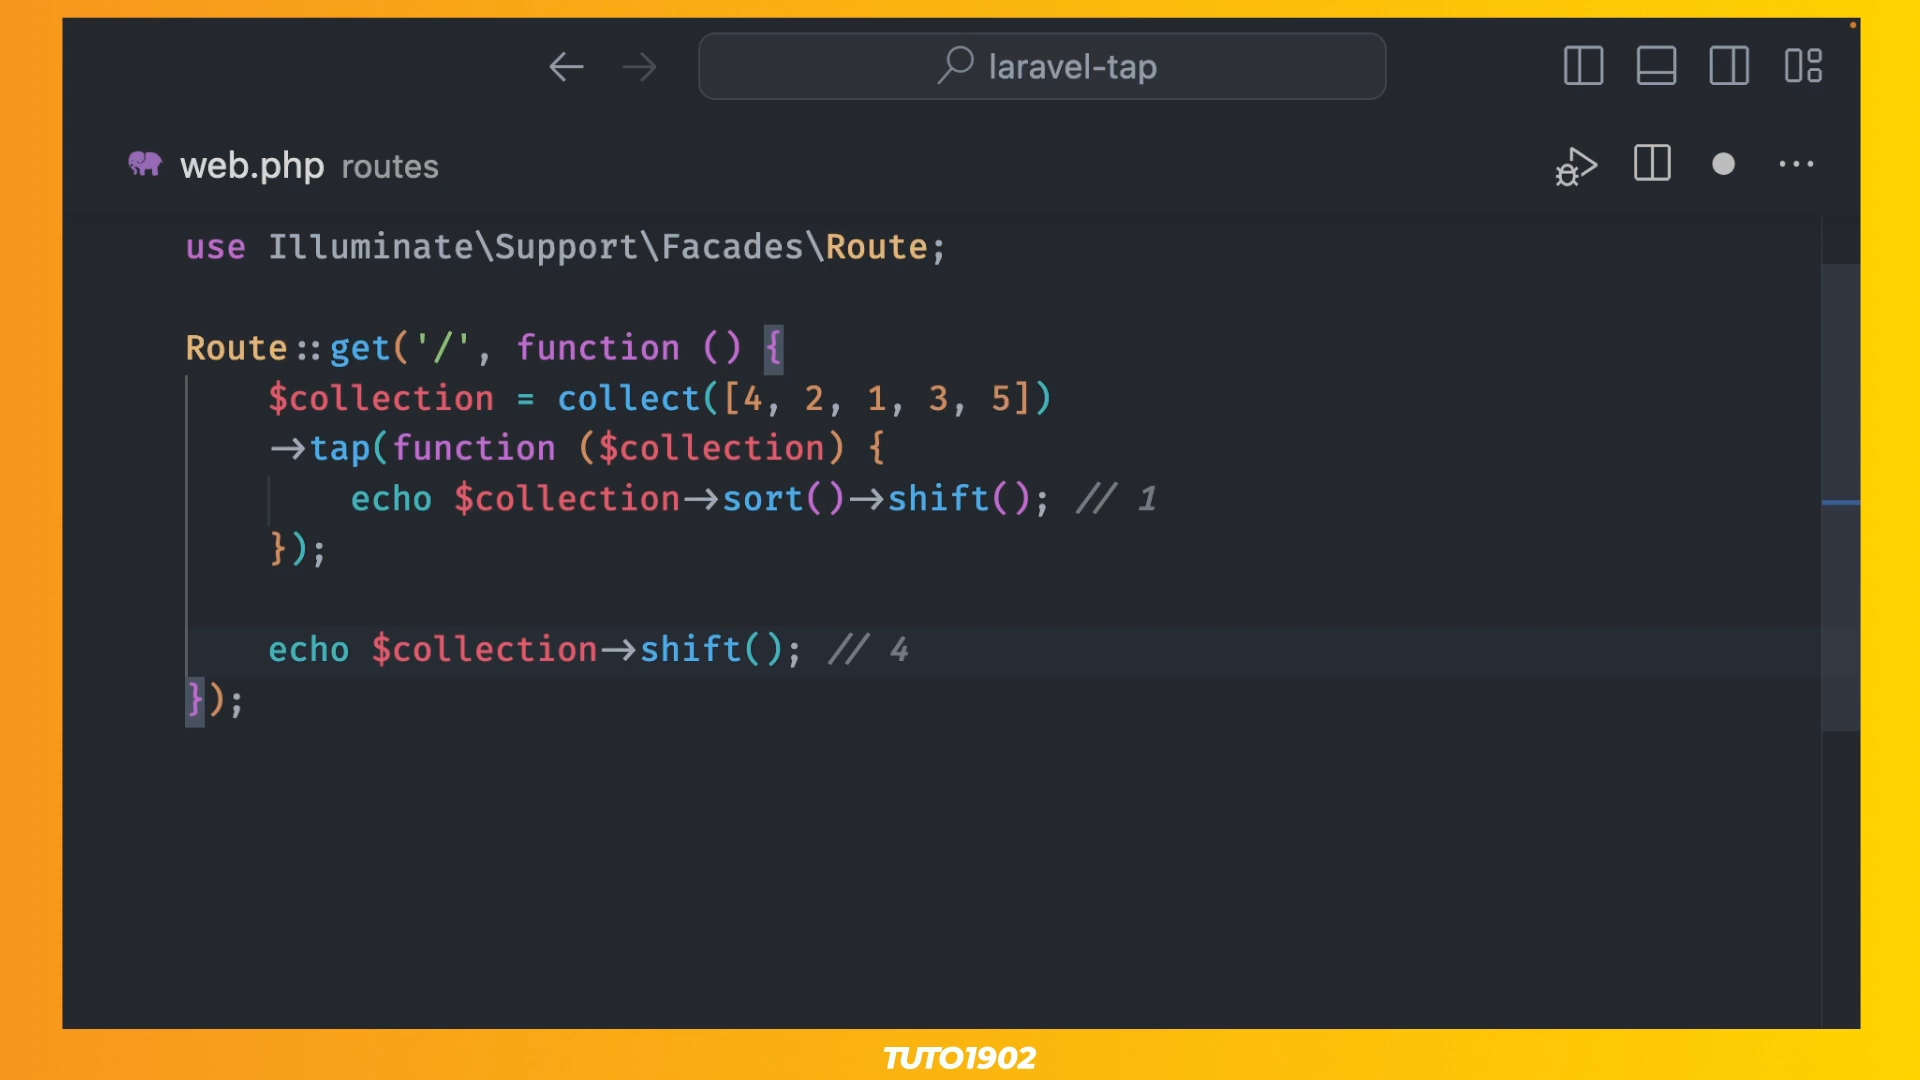 laravel-tap
web.php routes
use Illuminate\Support\Facades\Route;
Route::get('/', function () {
$collection = collect([4, 2, 1, 3, 5])
->tap(function ($collection) {
echo $collection->sort()->shift(); // 1
});
echo $collection->shift(); // 4
});
TUTO1902